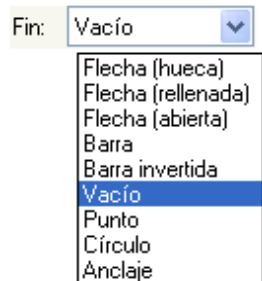 Fin: Vacío
Flecha (hueca)
Flecha (rellenada)
Flecha (abierta)
Barra
Barra invertida
Vacío
Punto
Círculo
Anclaje